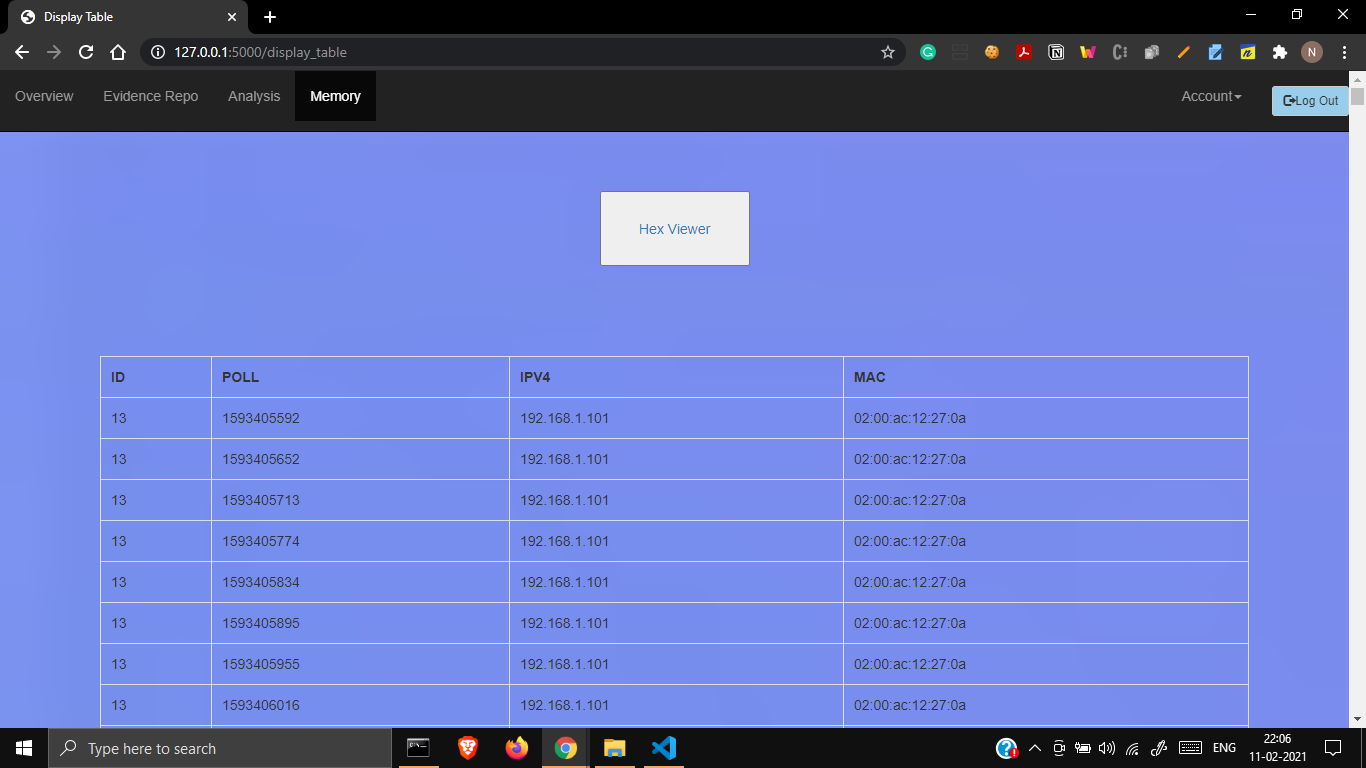 Display Table
127.0.0.1:5000/display_table
N
Overview Evidence Repo Analysis Memory Account Log Out
Hex Viewer
ID POLL IPV4 MAC
13 1593405592 192.168.1.101 02:00:ac:12:27:0a
13 1593405652 192.168.1.101 02:00:ac:12:27:0a
13 1593405713 192.168.1.101 02:00:ac:12:27:0a
13 1593405774 192.168.1.101 02:00:ac:12:27:0a
13 1593405834 192.168.1.101 02:00:ac:12:27:0a
13 1593405895 192.168.1.101 02:00:ac:12:27:0a
13 1593405955 192.168.1.101 02:00:ac:12:27:0a
13 1593406016 192.168.1.101 02:00:ac:12:27:0a
Type here to search
ENG
22:06
11-02-2021